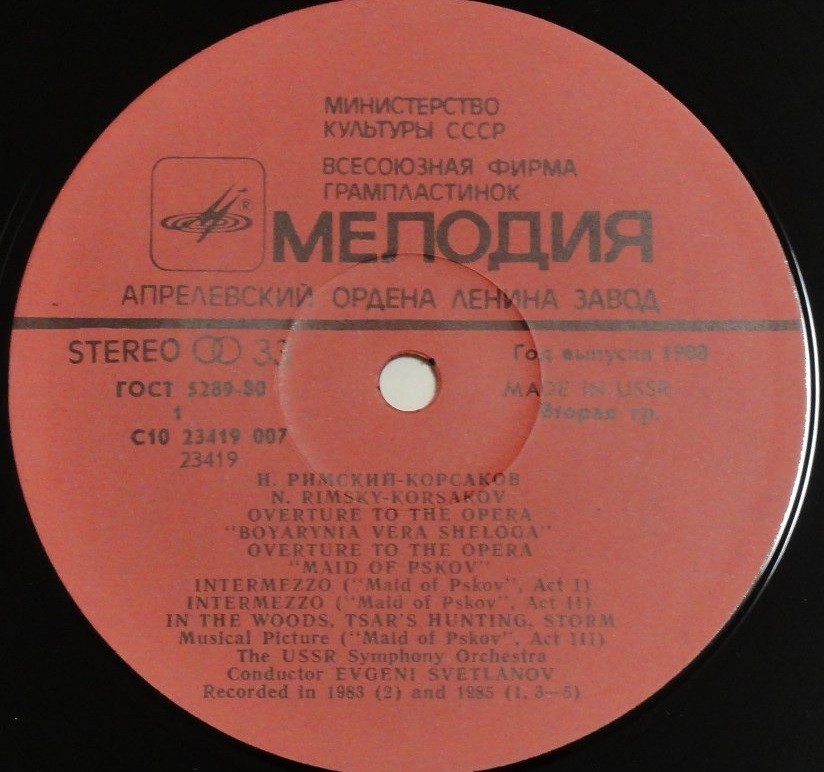 МИНИСТЕРСТВО
КУЛЬТУРЫ СССР
ВСЕСОЮЗНАЯ ФИРМА
ГРАМПЛАСТИНОК
МЕЛОДИЯ
R
АПРЕЛЕВСКИЙ ОРДЕНА ЛЕНИНА ЗАВОД
STEREO 33
Год выпуска 1988
ГОСТ 5289-80
MADE IN USSR
1
Вторая гр.
С10 23419 007
23419
Н. РИМСКИЙ-КОРСАКОВ
N. RIMSKY-KORSAKOV
OVERTURE TO THE OPERA
"BOYARYNIA VERA SHELOGA"
OVERTURE TO THE OPERA
"MAID OF PSKOV"
INTERMEZZO ("Maid of Pskov", Act I)
INTERMEZZO ("Maid of Pskov", Act II)
IN THE WOODS, TSAR'S HUNTING, STORM
Musical Picture ("Maid of Pskov", Act III)
The USSR Symphony Orchestra
Conductor EVGENI SVETLANOV
Recorded in 1983 (2) and 1985 (1, 3—5)